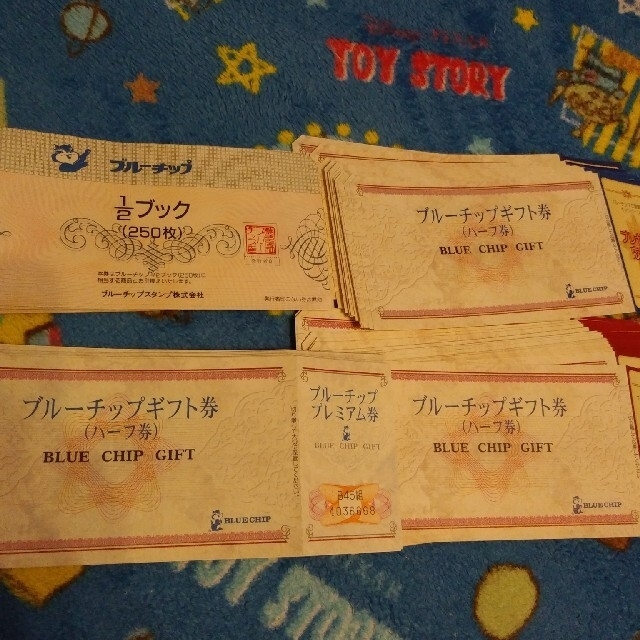 TOY STORY
ブルーチップ
1/2ブック
(250枚)
ブルーチップスタンプ株式会社
ブルーチップギフト券
(ハーフ券)
BLUE CHIP GIFT
BLUE CHIP
ブルーチップギフト券
(ハーフ券)
BLUE CHIP GIFT
BLUE CHIP
ブルーチップ
プレミアム券
BLUE CHIP GIFT
ブルーチップギフト券
(ハーフ券)
BLUE CHIP GIFT
BLUE CHIP
TOY STORY